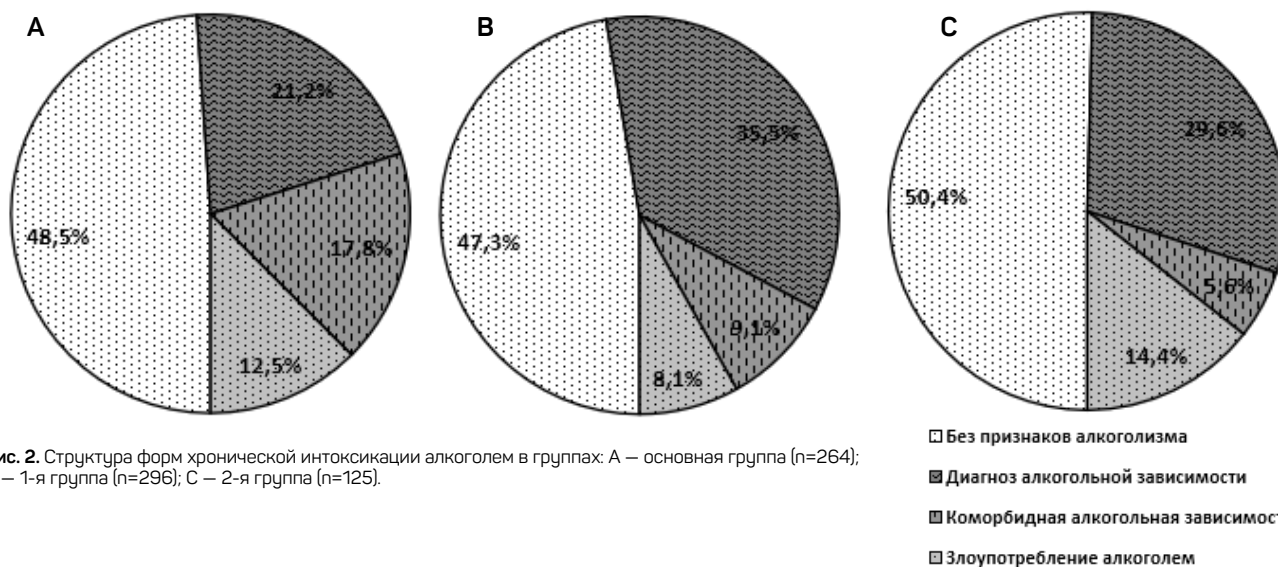 A
B
C
21,2%
17,8%
12,5%
48,5%
35,5%
9,1%
8,1%
47,3%
29,6%
5,6%
14,4%
50,4%
ис. 2. Структура форм хронической интоксикации алкоголем в группах: А — основная группа (n=264);
— 1-я группа (n=296); С — 2-я группа (n=125).
Без признаков алкоголизма
Диагноз алкогольной зависимости
Коморбидная алкогольная зависимост
Злоупотребление алкоголем